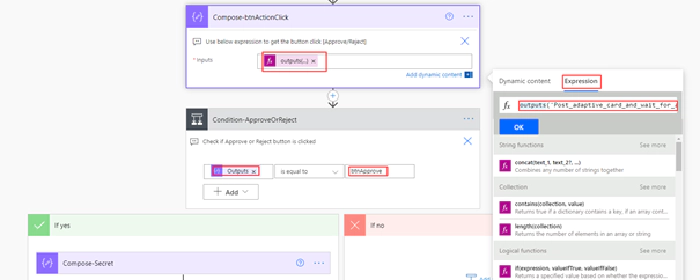 Compose-btnActionClick
Use below expression to get the button click [Approve/Reject]
* Inputs
fx outputs(...) ×
Add dynamic content
Condition-ApproveOrReject
Check if Approve or Reject button is clicked
Outputs ×
is equal to
btnApprove
+ Add
If yes
If no
Compose-Secret
Dynamic content
Expression
fx outputs('Post_adaptive_card_and_wait_for_
OK
String functions
See more
concat(text_1, text_2?, ...)
Combines any number of strings together
Collection
See more
contains(collection, value)
Returns true if a dictionary contains a key, if an array cont...
length(collection)
Returns the number of elements in an array or string
Logical functions
See more
if(expression, valueIfTrue, valueIfFalse)
Returns a specified value based on whether the expression...